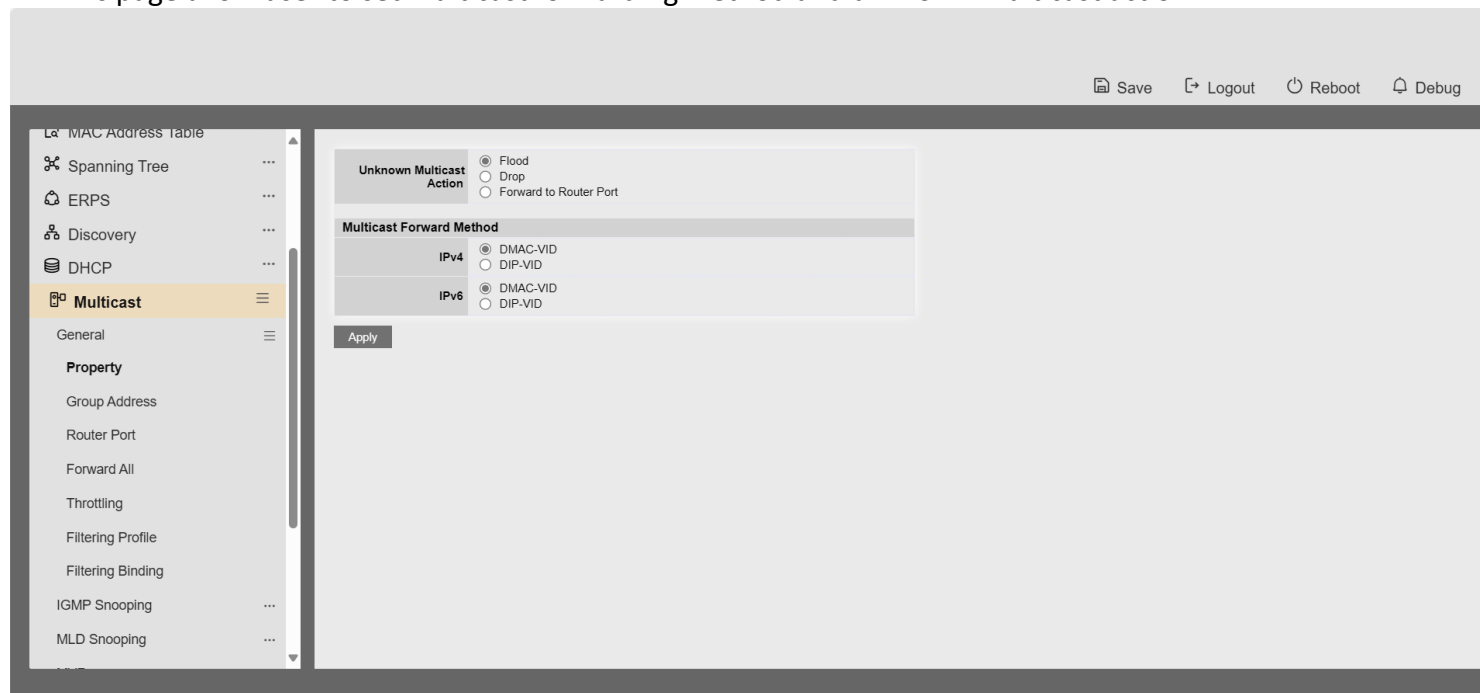 Save Logout Reboot Debug
MAC Address Table
Spanning Tree ...
ERPS ...
Discovery ...
DHCP ...
Multicast
General
Property
Group Address
Router Port
Forward All
Throttling
Filtering Profile
Filtering Binding
IGMP Snooping ...
MLD Snooping ...
Unknown Multicast
Action
Flood
Drop
Forward to Router Port
Multicast Forward Method
IPv4
DMAC-VID
DIP-VID
IPv6
DMAC-VID
DIP-VID
Apply